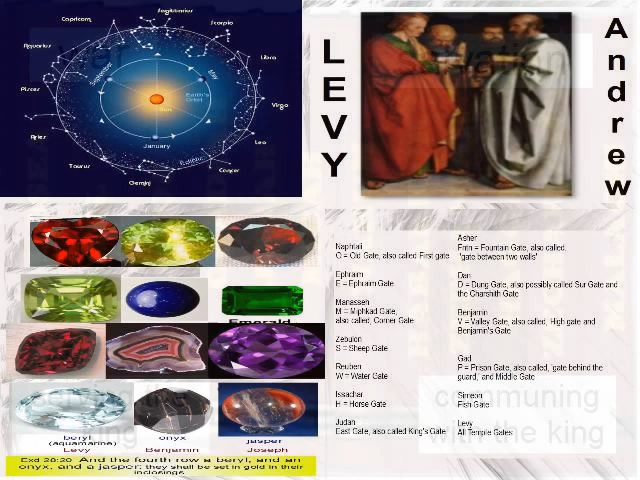 Sagittarius
Capricorn
Scorpio
Aquarius
Libra
Pisces
Earth's
Orbit
Sun
Virgo
Aries
January
Leo
Taurus
Cancer
Gemini
LEVY
Andrew
Naphtali
O = Old Gate, also called First gate
Ephraim
E = Ephraim Gate
Manasseh
M = Miphkad Gate,
also called, Corner Gate
Zebulon
S = Sheep Gate
Reuben
W = Water Gate
Issachar
H = Horse Gate
Judah
East Gate, also called King's Gate
Asher
Fntn = Fountain Gate, also called,
'gate between two walls'
Dan
D = Dung Gate, also possibly called Sur Gate and
the Charshith Gate
Benjamin
V = Valley Gate, also called, High gate and
Benjamin's Gate
Gad
P = Prison Gate, also called, 'gate behind the
guard,' and Middle Gate
Simeon
Fish Gate
Levy
All Temple Gates
communing
with the king
Emerald
beryl onyx jasper
(aquamarine)
Levy Benjamin Joseph
Exd 28:20 And the fourth row a beryl, and an
onyx, and a jasper: they shall be set in gold in their
inclosings